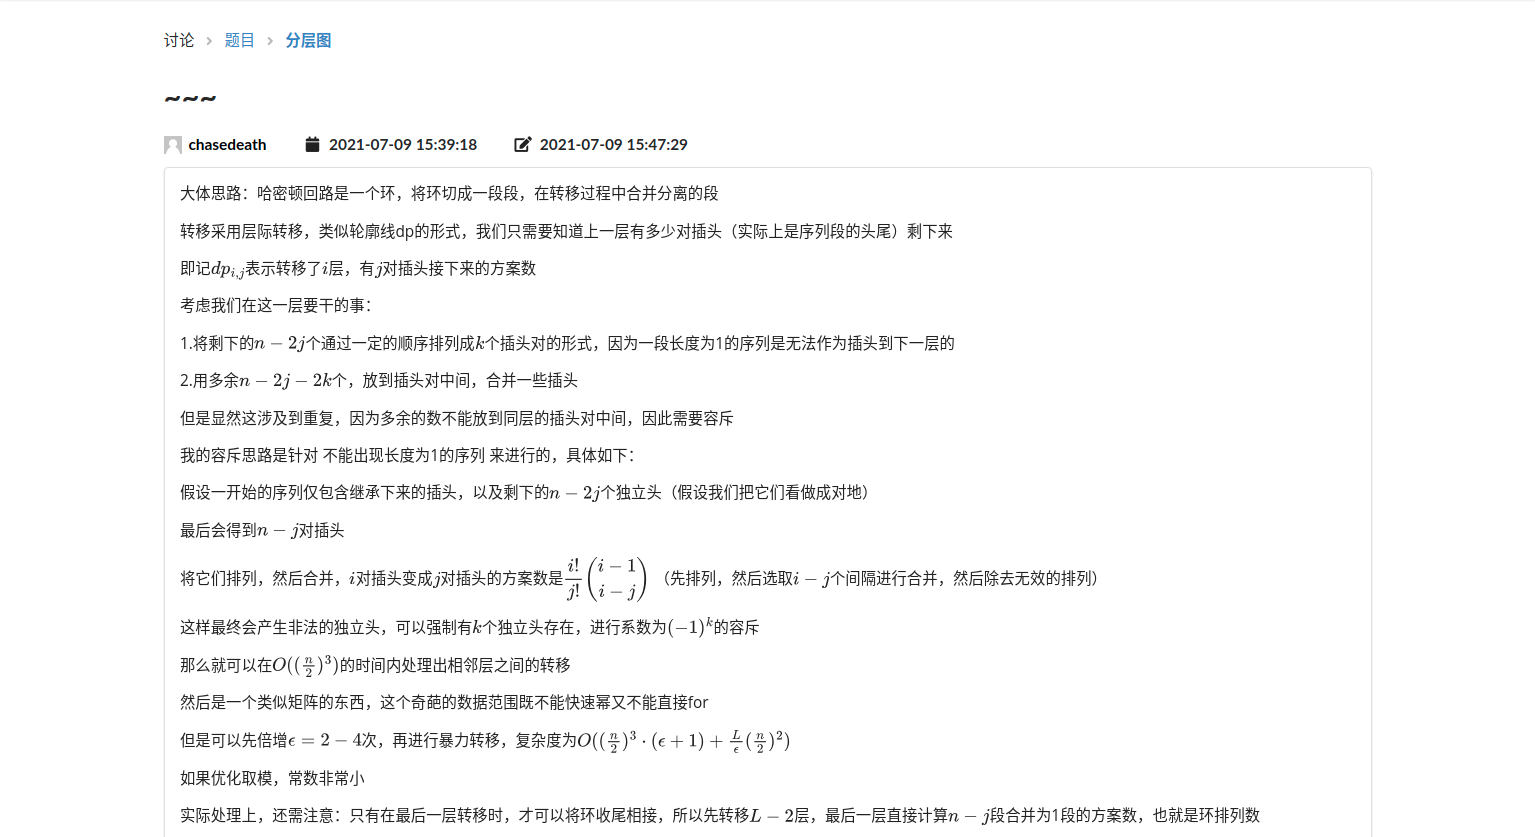 讨论 > 题目 > 分层图
~~~
chasedeath 2021-07-09 15:39:18 2021-07-09 15:47:29
大体思路：哈密顿回路是一个环，将环切成一段段，在转移过程中合并分离的段
转移采用层际转移，类似轮廓线dp的形式，我们只需要知道上一层有多少对插头（实际上是序列段的头尾）剩下来
即记$dp_{i,j}$表示转移了$i$层，有$j$对插头接下来的方案数
考虑我们在这一层要干的事：
1.将剩下的$n-2j$个通过一定的顺序排列成$k$个插头对的形式，因为一段长度为1的序列是无法作为插头到下一层的
2.用多余$n-2j-2k$个，放到插头对中间，合并一些插头
但是显然这涉及到重复，因为多余的数不能放到同层的插头对中间，因此需要容斥
我的容斥思路是针对 不能出现长度为1的序列 来进行的，具体如下：
假设一开始的序列仅包含继承下来的插头，以及剩下的$n-2j$个独立头（假设我们把它们看做成对地）
最后会得到$n-j$对插头
将它们排列，然后合并，$i$对插头变成$j$对插头的方案数是$\frac{i!}{j!}\binom{i-1}{i-j}$（先排列，然后选取$i-j$个间隔进行合并，然后除去无效的排列）
这样最终会产生非法的独立头，可以强制有$k$个独立头存在，进行系数为$(-1)^k$的容斥
那么就可以在$O((\frac{n}{2})^3)$的时间内处理出相邻层之间的转移
然后是一个类似矩阵的东西，这个奇葩的数据范围既不能快速幂又不能直接for
但是可以先倍增$\epsilon=2-4$次，再进行暴力转移，复杂度为$O((\frac{n}{2})^3\cdot(\epsilon+1)+\frac{L}{\epsilon}(\frac{n}{2})^2)$
如果优化取模，常数非常小
实际处理上，还需注意：只有在最后一层转移时，才可以将环收尾相接，所以先转移$L-2$层，最后一层直接计算$n-j$段合并为1段的方案数，也就是环排列数